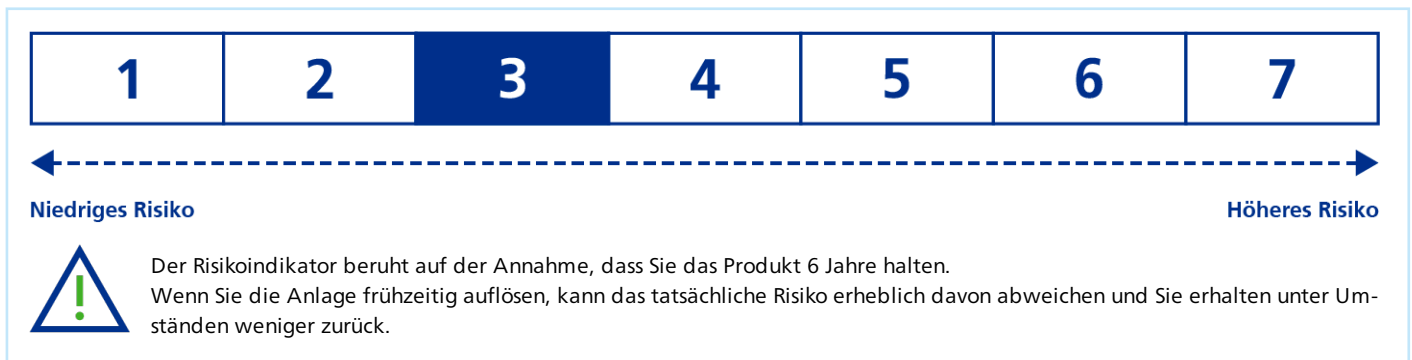 1 2 3 4 5 6 7
Niedriges Risiko Höheres Risiko
Der Risikoindikator beruht auf der Annahme, dass Sie das Produkt 6 Jahre halten.
Wenn Sie die Anlage frühzeitig auflösen, kann das tatsächliche Risiko erheblich davon abweichen und Sie erhalten unter Um-
ständen weniger zurück.